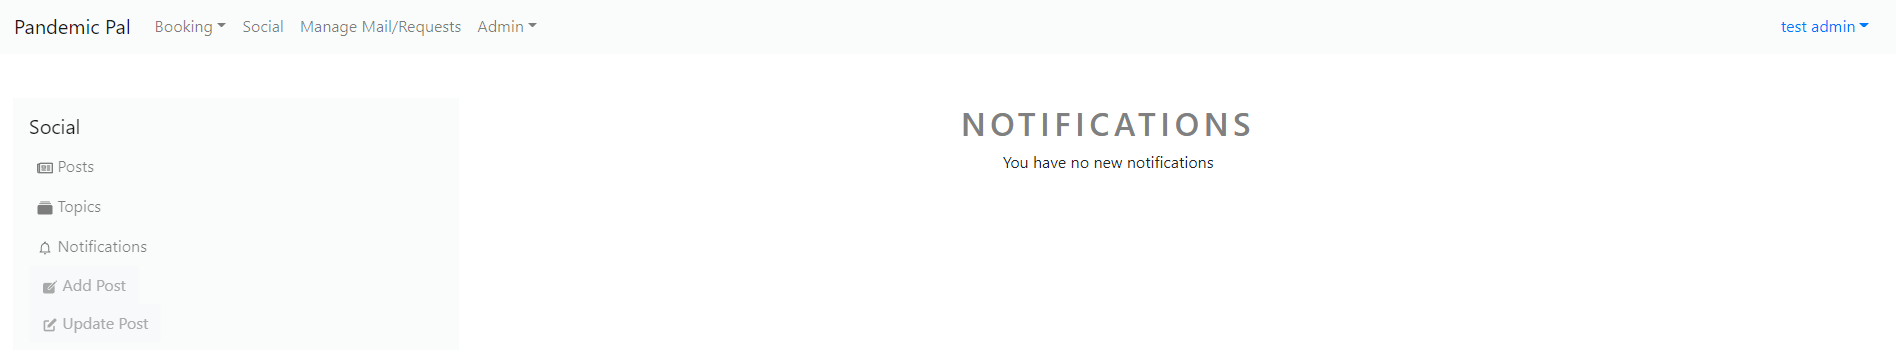 Pandemic Pal Booking Social Manage Mail/Requests Admin test admin
Social
Posts
Topics
Notifications
Add Post
Update Post
NOTIFICATIONS
You have no new notifications